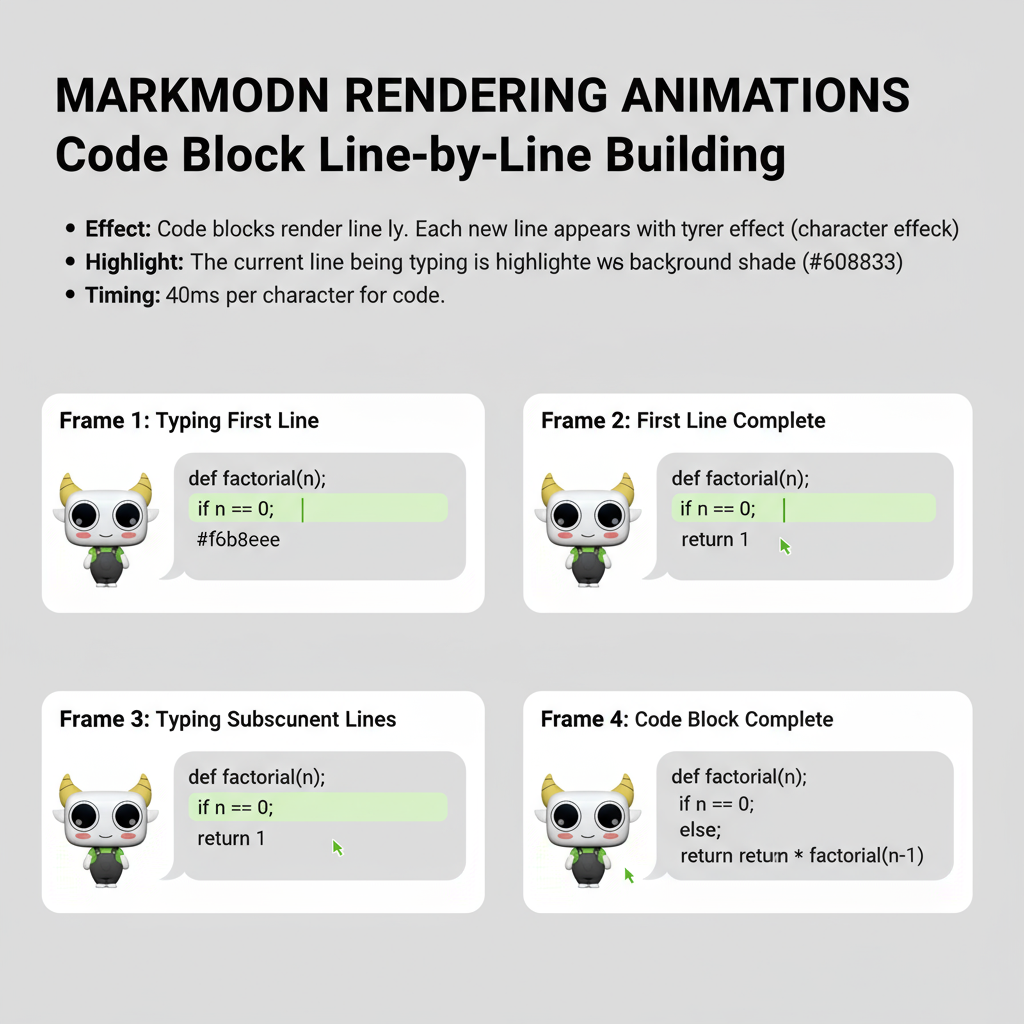 MARKMODN RENDERING ANIMATIONS
Code Block Line-by-Line Building
• Effect: Code blocks render line ly. Each new line appears with tyrer effect (character effeck)
• Highlight: The current line being typing is highlighte ws background shade (#608833)
• Timing: 40ms per character for code.
Frame 1: Typing First Line
def factorial(n);
if n == 0;
#f6b8eee
Frame 2: First Line Complete
def factorial(n);
if n == 0;
return 1
Frame 3: Typing Subscunent Lines
def factorial(n);
if n == 0;
return 1
Frame 4: Code Block Complete
def factorial(n);
if n == 0;
else;
return return * factorial(n-1)